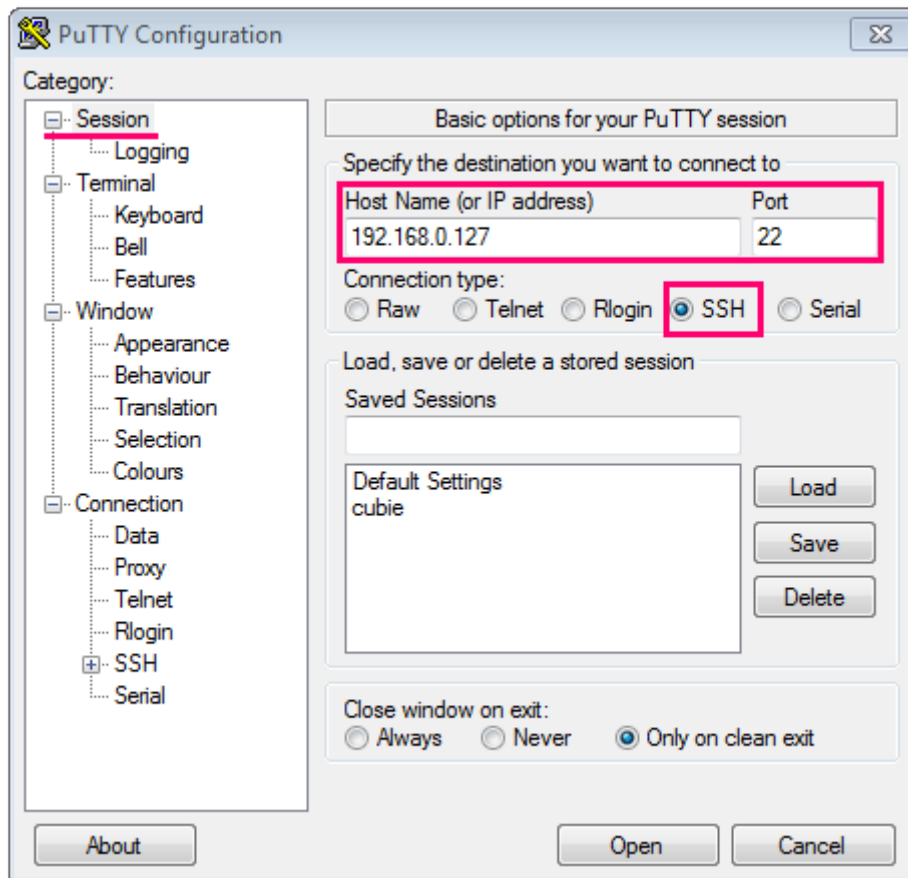 PuTTY Configuration
Category:
Session
Logging
Terminal
Keyboard
Bell
Features
Window
Appearance
Behaviour
Translation
Selection
Colours
Connection
Data
Proxy
Telnet
Rlogin
SSH
Serial
Basic options for your PuTTY session
Specify the destination you want to connect to
Host Name (or IP address) Port
192.168.0.127 22
Connection type:
Raw Telnet Rlogin SSH Serial
Load, save or delete a stored session
Saved Sessions
Default Settings
cubie
Load
Save
Delete
Close window on exit:
Always Never Only on clean exit
About Open Cancel